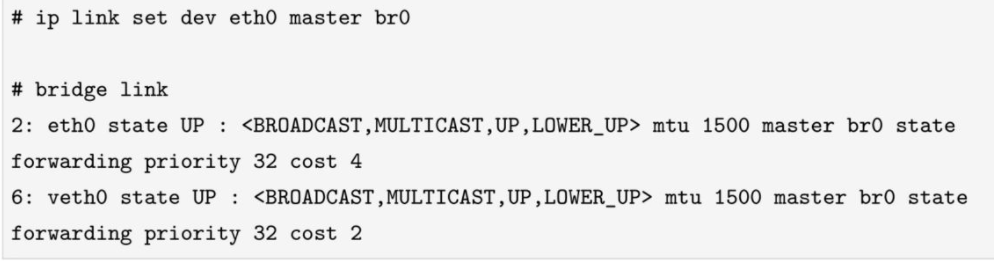 # ip link set dev eth0 master br0
# bridge link
2: eth0 state UP : <BROADCAST,MULTICAST,UP,LOWER_UP> mtu 1500 master br0 state
forwarding priority 32 cost 4
6: veth0 state UP : <BROADCAST,MULTICAST,UP,LOWER_UP> mtu 1500 master br0 state
forwarding priority 32 cost 2